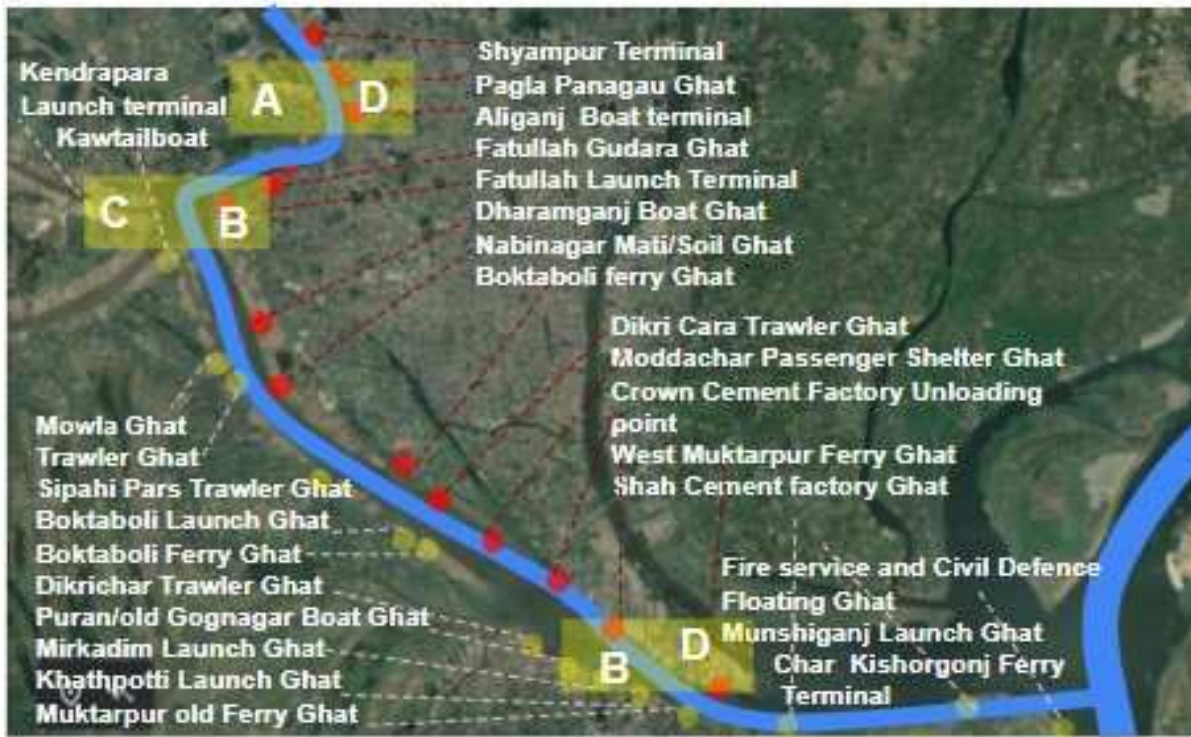 Shyampur Terminal
Pagla Panagau Ghat
Aliganj Boat terminal
Fatullah Gudara Ghat
Fatullah Launch Terminal
Dharamganj Boat Ghat
Nabinagar Mati/Soil Ghat
Boktaboli ferry Ghat
Kendrapara
Launch terminal
Kawtailboat
A
D
C
B
Dikri Cara Trawler Ghat
Moddachar Passenger Shelter Ghat
Crown Cement Factory Unloading
point
West Muktarpur Ferry Ghat
Shah Cement factory Ghat
Mowla Ghat
Trawler Ghat
Sipahi Pars Trawler Ghat
Boktaboli Launch Ghat
Boktaboli Ferry Ghat
Dikrichar Trawler Ghat
Puran/old Gognagar Boat Ghat
Mirkadim Launch Ghat
Khathpotti Launch Ghat
Muktarpur old Ferry Ghat
B
D
Fire service and Civil Defence
Floating Ghat
Munshiganj Launch Ghat
Char Kishorgonj Ferry
Terminal